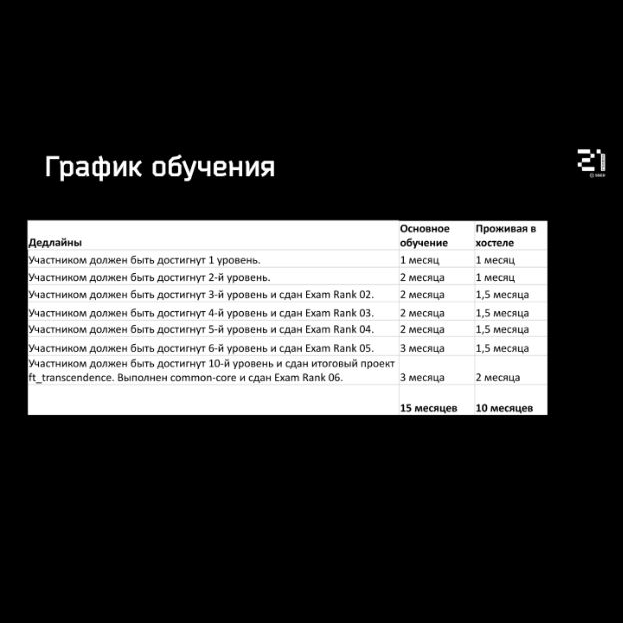 График обучения
21
Дедлайны
Основное обучение
Проживая в хостеле
Участником должен быть достигнут 1 уровень.
1 месяц
1 месяц
Участником должен быть достигнут 2-й уровень.
2 месяца
1 месяц
Участником должен быть достигнут 3-й уровень и сдан Exam Rank 02.
2 месяца
1,5 месяца
Участником должен быть достигнут 4-й уровень и сдан Exam Rank 03.
2 месяца
1,5 месяца
Участником должен быть достигнут 5-й уровень и сдан Exam Rank 04.
2 месяца
1,5 месяца
Участником должен быть достигнут 6-й уровень и сдан Exam Rank 05.
3 месяца
1,5 месяца
Участником должен быть достигнут 10-й уровень и сдан итоговый проект
ft_transcendence. Выполнен common-core и сдан Exam Rank 06.
3 месяца
2 месяца
15 месяцев
10 месяцев